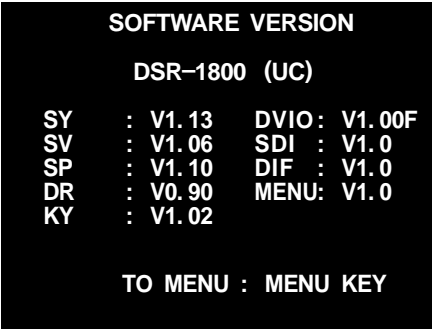 SOFTWARE VERSION
DSR-1800 (UC)
SY : V1.13 DVIO: V1.00F
SV : V1.06 SDI : V1.0
SP : V1.10 DIF : V1.0
DR : V0.90 MENU: V1.0
KY : V1.02
TO MENU : MENU KEY